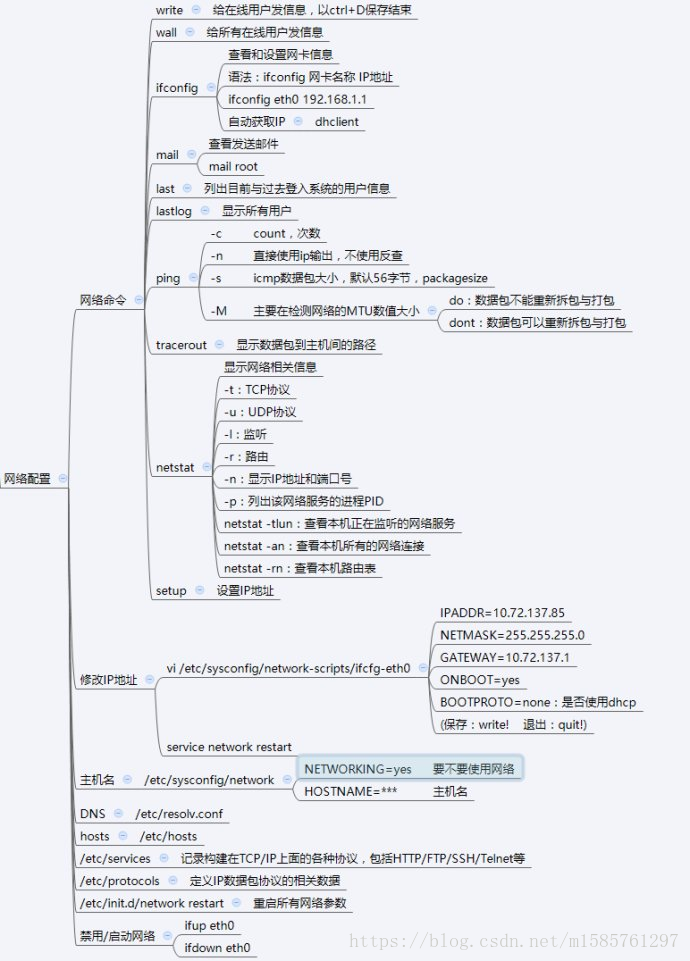 write 给在线用户发信息，以ctrl+D保存结束
wall 给所有在线用户发信息
查看和设置网卡信息
语法：ifconfig 网卡名称 IP地址
ifconfig
ifconfig eth0 192.168.1.1
自动获取IP dhclient
查看发送邮件
mail
mail root
last 列出目前与过去登入系统的用户信息
lastlog 显示所有用户
-c count，次数
-n 直接使用ip输出，不使用反查
ping
-s icmp数据包大小，默认56字节，packagesize
网络命令
-M 主要在检测网络的MTU数值大小
do：数据包不能重新拆包与打包
dont：数据包可以重新拆包与打包
tracerout 显示数据包到主机间的路径
显示网络相关信息
-t：TCP协议
-u：UDP协议
-l：监听
-r：路由
netstat
网络配置
-n：显示IP地址和端口号
-p：列出该网络服务的进程PID
netstat -tlun：查看本机正在监听的网络服务
netstat -an：查看本机所有的网络连接
netstat -rn：查看本机路由表
setup 设置IP地址
IPADDR=10.72.137.85
NETMASK=255.255.255.0
GATEWAY=10.72.137.1
vi /etc/sysconfig/network-scripts/ifcfg-eth0
修改IP地址
ONBOOT=yes
BOOTPROTO=none：是否使用dhcp
(保存：write! 退出：quit!)
service network restart
NETWORKING=yes 要不要使用网络
主机名 /etc/sysconfig/network
HOSTNAME=*** 主机名
DNS /etc/resolv.conf
hosts /etc/hosts
/etc/services 记录构建在TCP/IP上面的各种协议，包括HTTP/FTP/SSH/Telnet等
/etc/protocols 定义IP数据包协议的相关数据
/etc/init.d/network restart 重启所有网络参数
ifup eth0
禁用/启动网络
ifdown eth0
https://blog.csdn.net/m1585761297